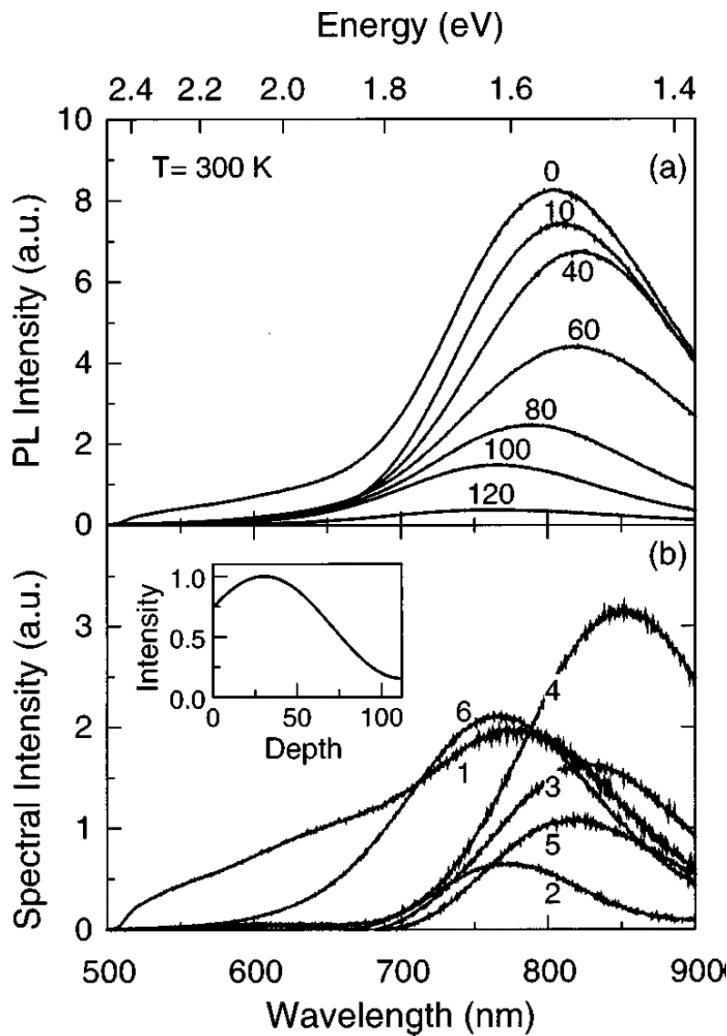 Energy (eV)
2.4 2.2 2.0 1.8 1.6 1.4
10
8
6
4
2
0
PL Intensity (a.u.)
T= 300 K
(a)
0
10
40
60
80
100
120
(b)
3
2
1
0
Spectral Intensity (a.u.)
1.0
0.5
0.0
Intensity
0 50 100
Depth
4
6
1
3
5
2
500 600 700 800 900
Wavelength (nm)